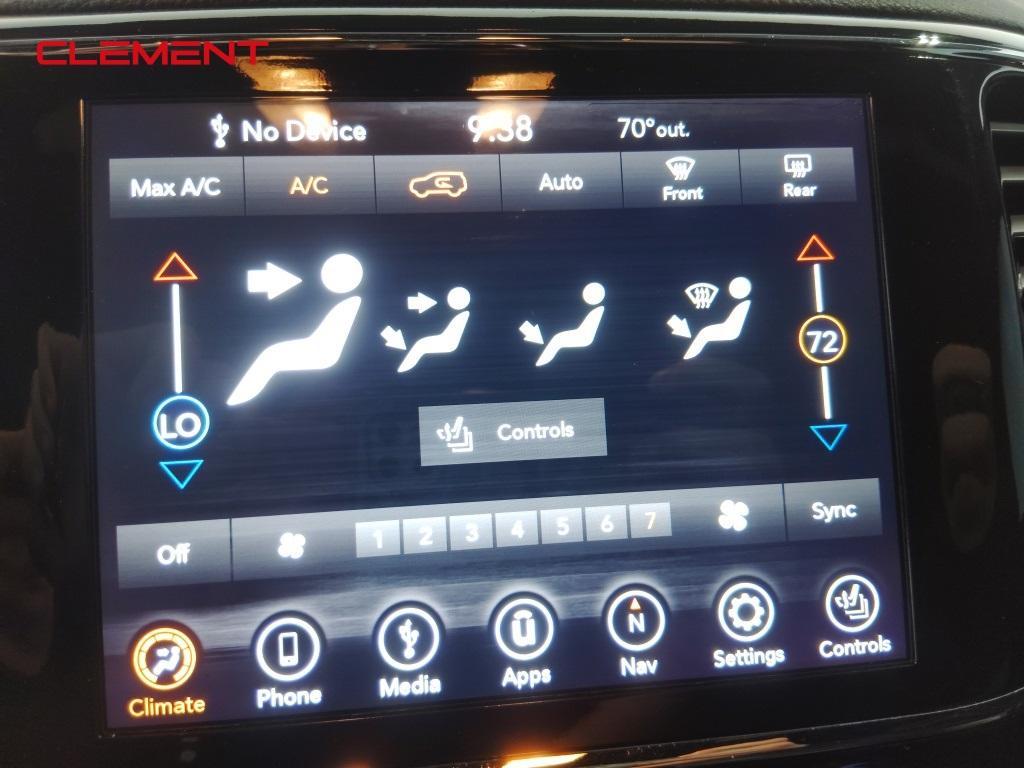 CLEMENT
No Device 9:38 70° out.
Max A/C A/C Auto Front Rear
LO
72
Controls
Off 1 2 3 4 5 6 7 Sync
Climate Phone Media Apps Nav Settings Controls
N